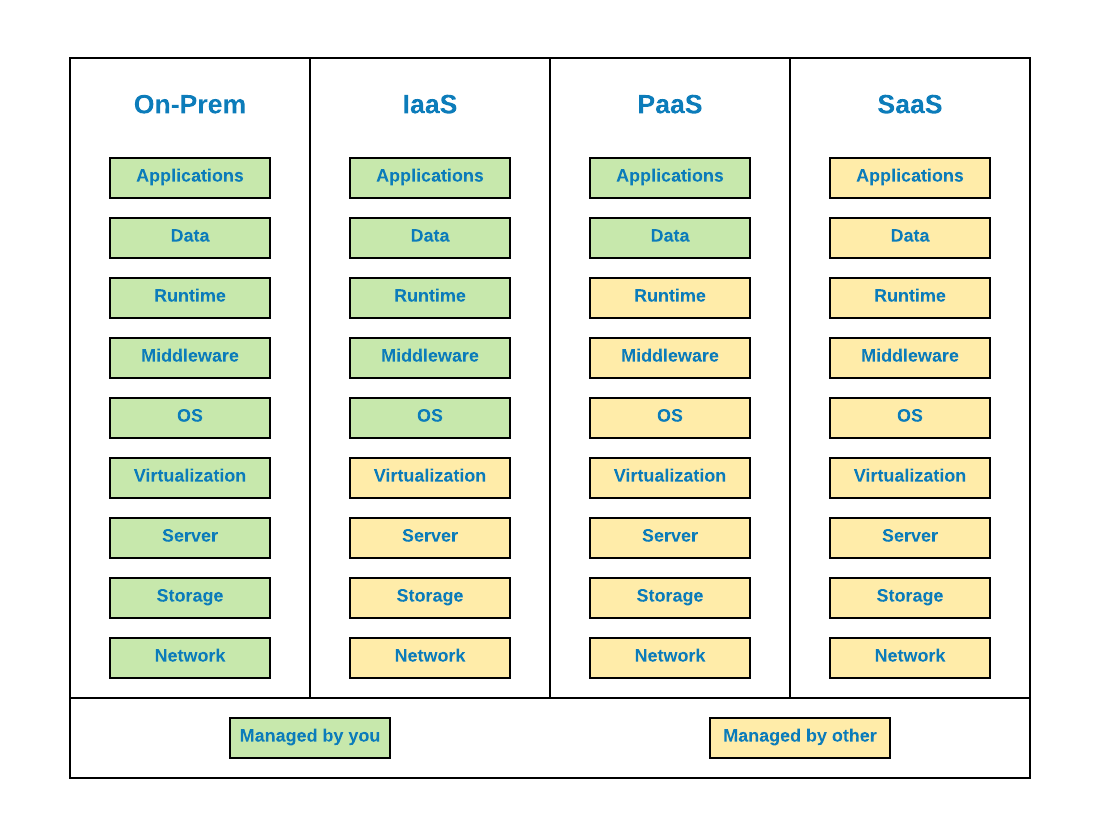 On-Prem
IaaS
PaaS
SaaS
Applications
Applications
Applications
Applications
Data
Data
Data
Data
Runtime
Runtime
Runtime
Runtime
Middleware
Middleware
Middleware
Middleware
OS
OS
OS
OS
Virtualization
Virtualization
Virtualization
Virtualization
Server
Server
Server
Server
Storage
Storage
Storage
Storage
Network
Network
Network
Network
Managed by you
Managed by other